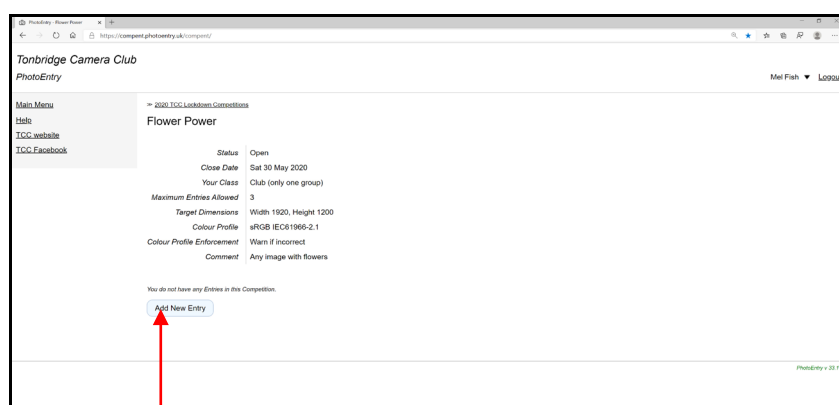 PhotoEntry - Flower Power
https://compent.photoentry.uk/compent/
Tonbridge Camera Club
PhotoEntry
Mel Fish ▼ Logou
Main Menu
Help
TCC website
TCC Facebook
>> 2020 TCC Lockdown Competitions
Flower Power
Status Open
Close Date Sat 30 May 2020
Your Class Club (only one group)
Maximum Entries Allowed 3
Target Dimensions Width 1920, Height 1200
Colour Profile sRGB IEC61966-2.1
Colour Profile Enforcement Warn if incorrect
Comment Any image with flowers
You do not have any Entries in this Competition.
Add New Entry
PhotoEntry v 33.1